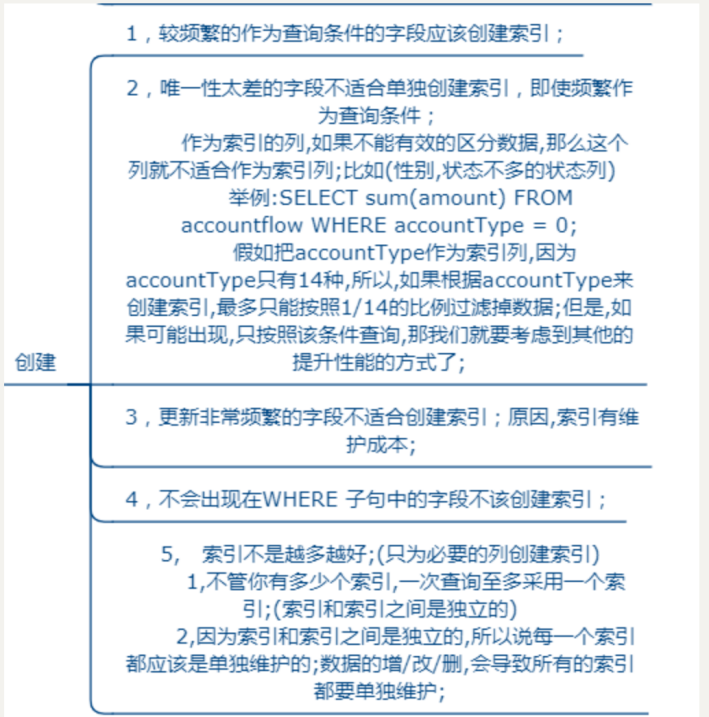 1，较频繁的作为查询条件的字段应该创建索引；
2，唯一性太差的字段不适合单独创建索引，即使频繁作
为查询条件；
作为索引的列,如果不能有效的区分数据,那么这个
列就不适合作为索引列;比如(性别,状态不多的状态列)
举例:SELECT sum(amount) FROM
accountflow WHERE accountType = 0;
假如把accountType作为索引列,因为
accountType只有14种,所以,如果根据accountType来
创建索引,最多只能按照1/14的比例过滤掉数据;但是,如
果可能出现,只按照该条件查询,那我们就要考虑到其他的
提升性能的方式了;
创建
3，更新非常频繁的字段不适合创建索引；原因,索引有维
护成本;
4，不会出现在WHERE 子句中的字段不该创建索引；
5, 索引不是越多越好;(只为必要的列创建索引)
1,不管你有多少个索引,一次查询至多采用一个索
引;(索引和索引之间是独立的)
2,因为索引和索引之间是独立的,所以说每一个索引
都应该是单独维护的;数据的增/改/删,会导致所有的索引
都要单独维护;